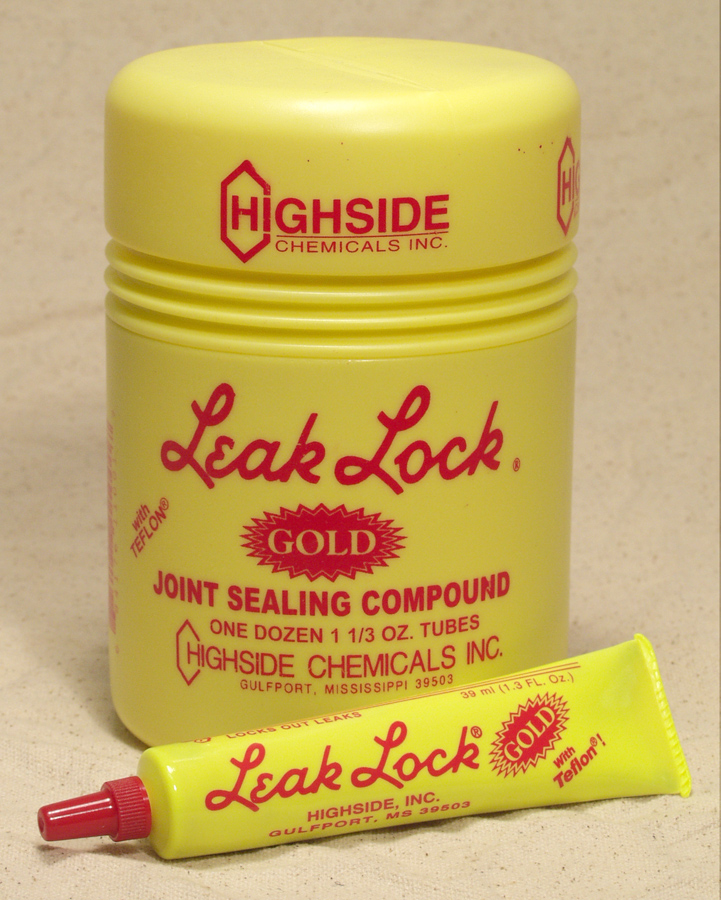 HIGHSIDE
CHEMICALS INC.
Leak Lock®
with
TEFLON®
GOLD
JOINT SEALING COMPOUND
ONE DOZEN 1 1/3 OZ. TUBES
HIGHSIDE CHEMICALS INC.
GULFPORT, MISSISSIPPI 39503
39 ml (1.3 FL. Oz.)
LOCKS OUT LEAKS
Leak Lock®
GOLD
with
Teflon®!
HIGHSIDE, INC.
GULFPORT, MS 39503